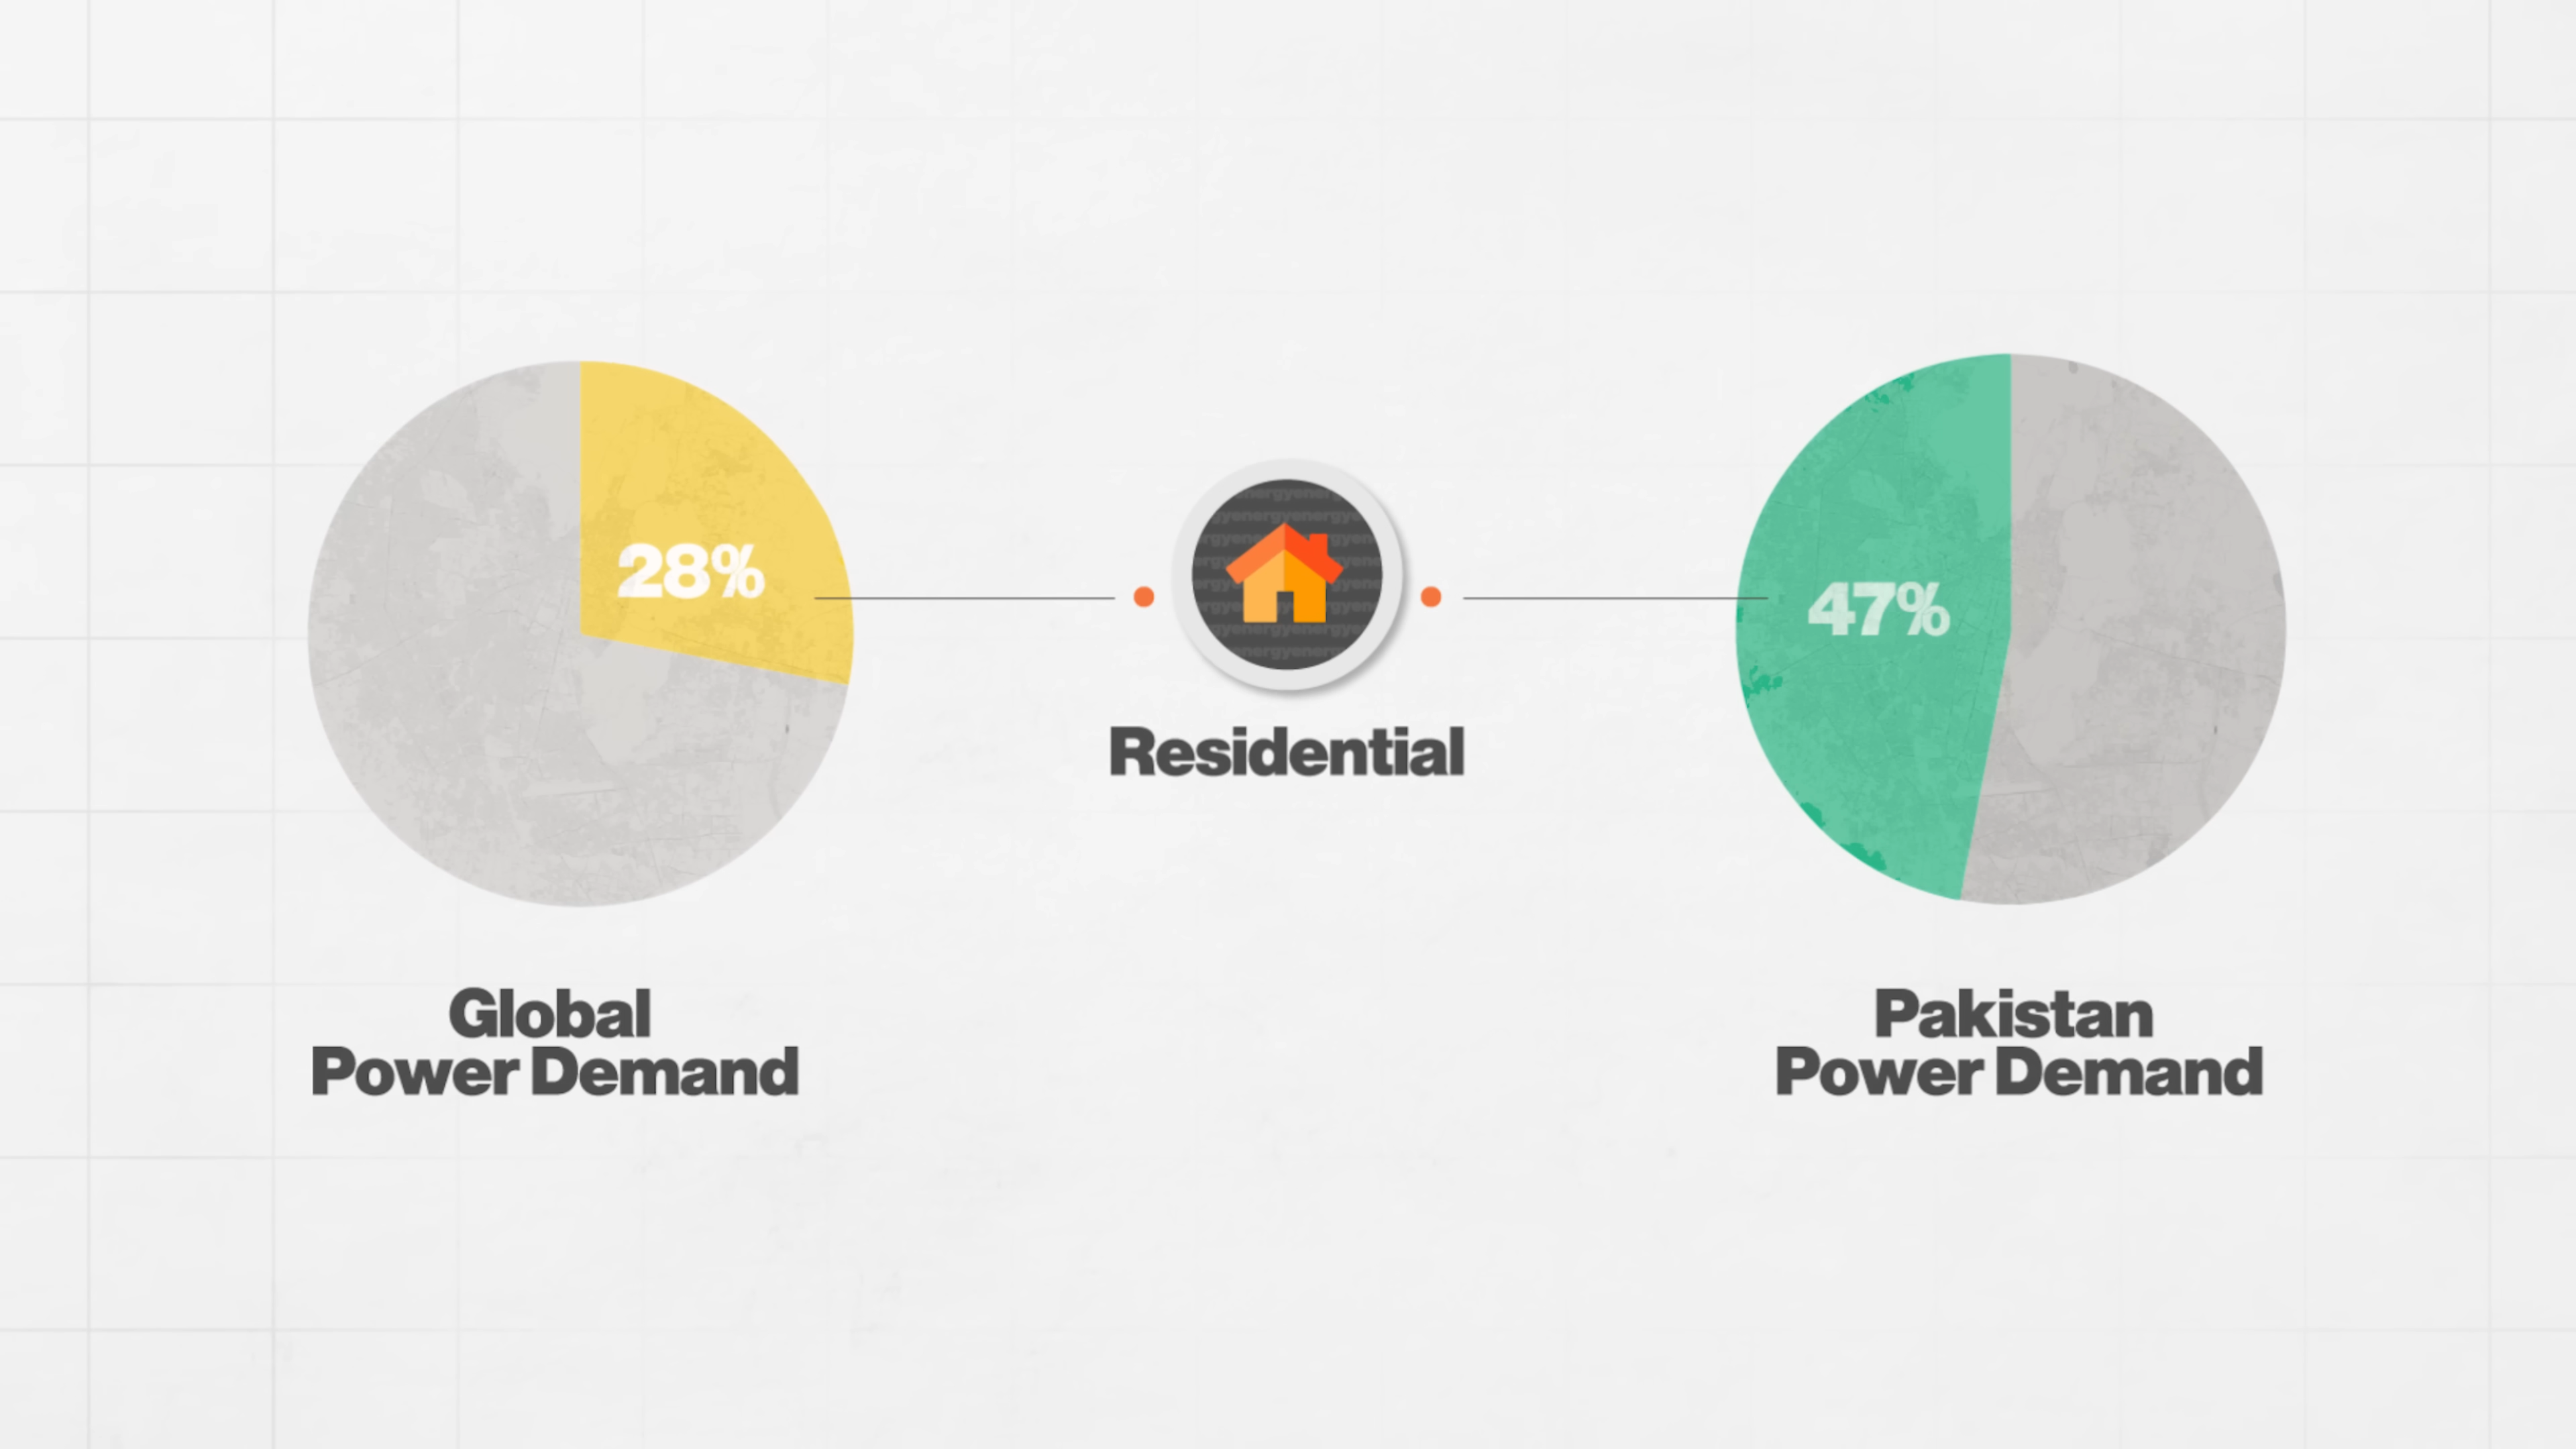 28%
47%
Residential
Global
Power Demand
Pakistan
Power Demand